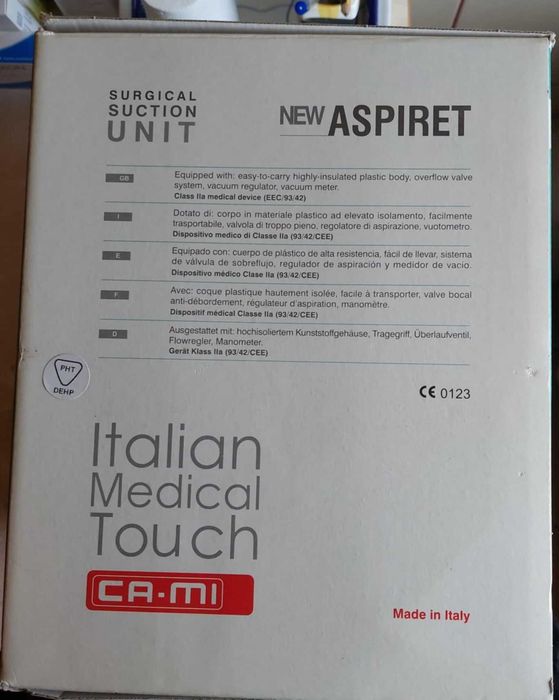 SURGICAL
SUCTION
UNIT
NEW ASPIRET
GB
Equipped with: easy-to-carry highly-insulated plastic body, overflow valve
system, vacuum regulator, vacuum meter.
Class IIa medical device (EEC/93/42)
I
Dotato di: corpo in materiale plastico ad elevato isolamento, facilmente
trasportabile, valvola di troppo pieno, regolatore di aspirazione, vuotometro.
Dispositivo medico di Classe IIa (93/42/CEE)
E
Equipado con: cuerpo de plástico de alta resistencia, fácil de llevar, sistema
de válvula de sobreflujo, regulador de aspiración y medidor de vacio.
Dispositivo médico Clase IIa (93/42/CEE)
F
Avec: coque plastique hautement isolée, facile à transporter, valve bocal
anti-débordement, régulateur d'aspiration, manomètre.
Dispositif médical Classe IIa (93/42/CEE)
D
Ausgestattet mit: hochisoliertem Kunststoffgehäuse, Tragegriff, Überlaufventil,
Flowregler, Manometer.
Gerät Klass IIa (93/42/CEE)
PHT
DEHP
CE 0123
Italian
Medical
Touch
CA-MI
Made in Italy